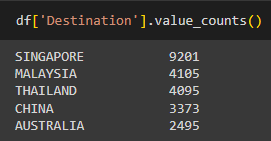 df['Destination'].value_counts()
SINGAPORE 9201
MALAYSIA 4105
THAILAND 4095
CHINA 3373
AUSTRALIA 2495